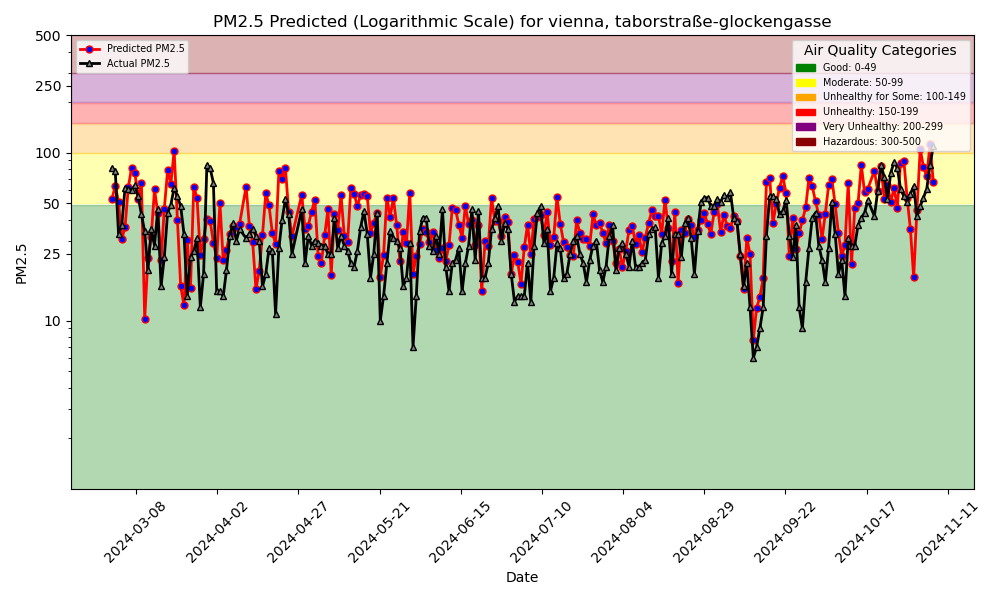 PM2.5 Predicted (Logarithmic Scale) for vienna, taborstraße-glockengasse
Predicted PM2.5
Actual PM2.5
Air Quality Categories
Good: 0-49
Moderate: 50-99
Unhealthy for Some: 100-149
Unhealthy: 150-199
Very Unhealthy: 200-299
Hazardous: 300-500
500
250
100
50
25
10
PM2.5
2024-03-08
2024-04-02
2024-04-27
2024-05-21
2024-06-15
2024-07-10
2024-08-04
2024-08-29
2024-09-22
2024-10-17
2024-11-11
Date